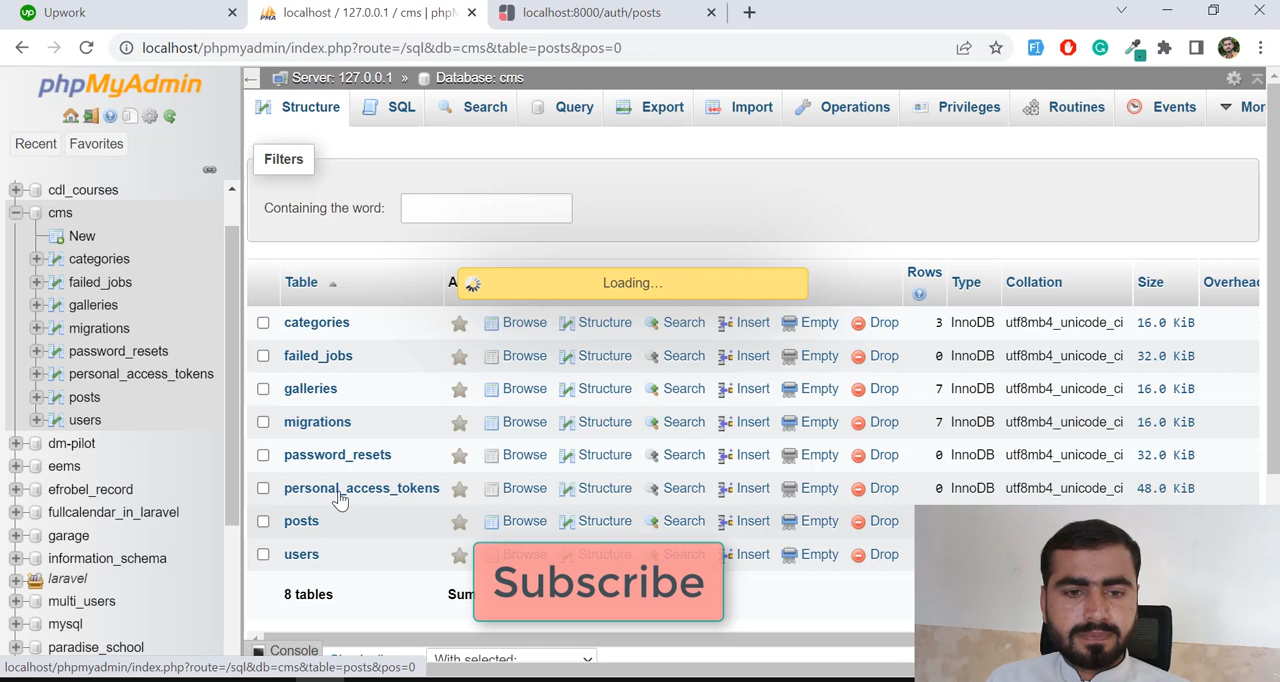 Upwork
localhost / 127.0.0.1 / cms | phpM
localhost:8000/auth/posts
localhost/phpmyadmin/index.php?route=/sql&db=cms&table=posts&pos=0
phpMyAdmin
Recent Favorites
cdl_courses
cms
New
categories
failed_jobs
galleries
migrations
password_resets
personal_access_tokens
posts
users
dm-pilot
eems
efrobel_record
fullcalendar_in_laravel
garage
information_schema
laravel
multi_users
mysql
paradise_school
localhost/phpmyadmin/index.php?route=/sql&db=cms&table=posts&pos=0
Server: 127.0.0.1 » Database: cms
Structure SQL Search Query Export Import Operations Privileges Routines Events Mor
Filters
Containing the word:
Loading…
Table A Rows Type Collation Size Overhead
categories Browse Structure Search Insert Empty Drop 3 InnoDB utf8mb4_unicode_ci 16.0 KiB
failed_jobs Browse Structure Search Insert Empty Drop 0 InnoDB utf8mb4_unicode_ci 32.0 KiB
galleries Browse Structure Search Insert Empty Drop 7 InnoDB utf8mb4_unicode_ci 16.0 KiB
migrations Browse Structure Search Insert Empty Drop 7 InnoDB utf8mb4_unicode_ci 16.0 KiB
password_resets Browse Structure Search Insert Empty Drop 0 InnoDB utf8mb4_unicode_ci 32.0 KiB
personal_access_tokens Browse Structure Search Insert Empty Drop 0 InnoDB utf8mb4_unicode_ci 48.0 KiB
posts Browse Structure Search Insert Empty Drop
users Browse Structure Search Insert Empty Drop
8 tables Sum
Subscribe
Console
With selected: